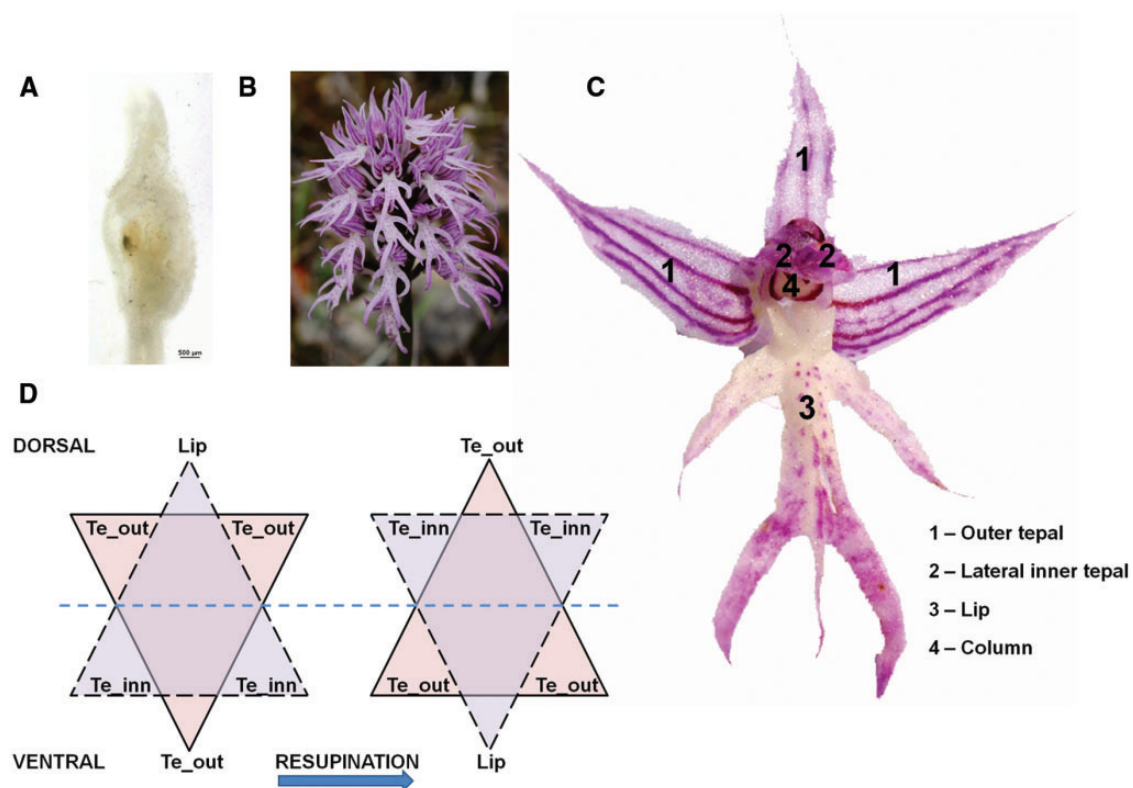 A
B
C
500 µm
1
1
1
2
2
4
3
1 – Outer tepal
2 – Lateral inner tepal
3 – Lip
4 – Column
D
DORSAL
Lip
Te_out
Te_out
Te_out
Te_inn
Te_inn
Te_inn
Te_inn
Te_out
Te_out
VENTRAL
Te_out
RESUPINATION
Lip